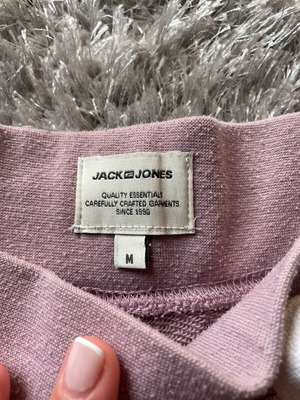 JACK & JONES
QUALITY ESSENTIALS
CAREFULLY CRAFTED GARMENTS
SINCE 1990
M